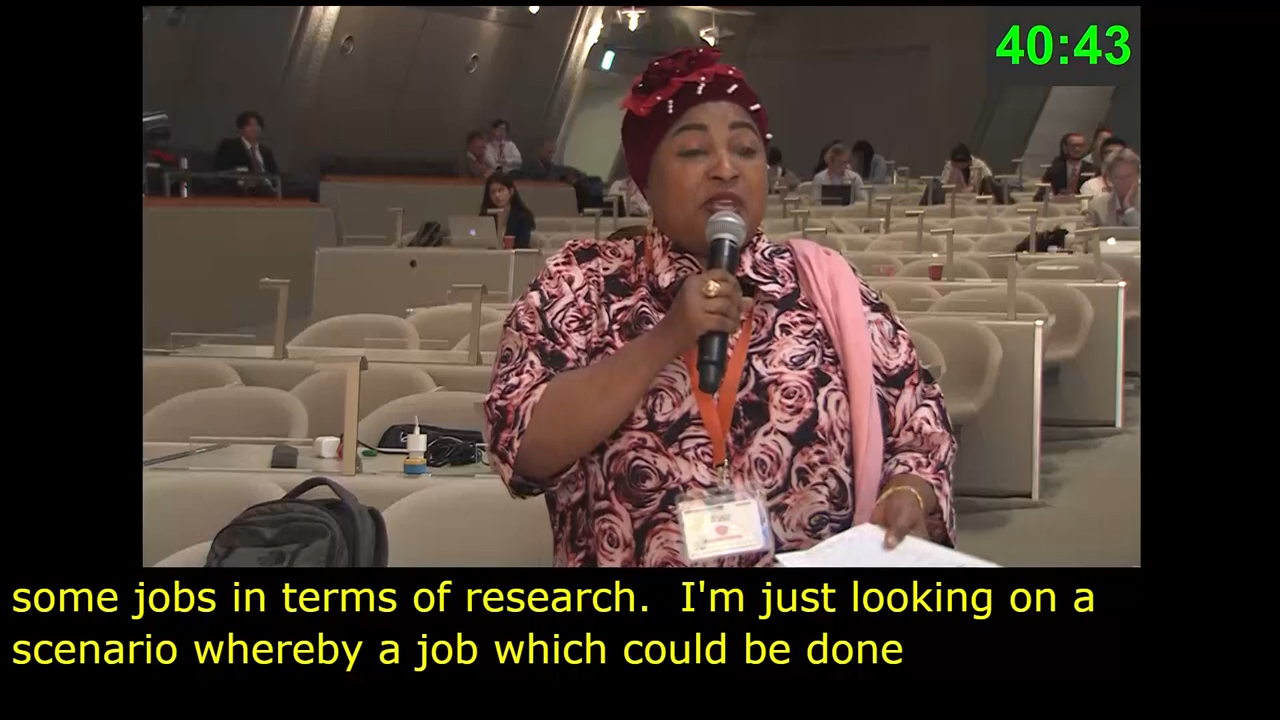 40:43
some jobs in terms of research.  I'm just looking on a
scenario whereby a job which could be done